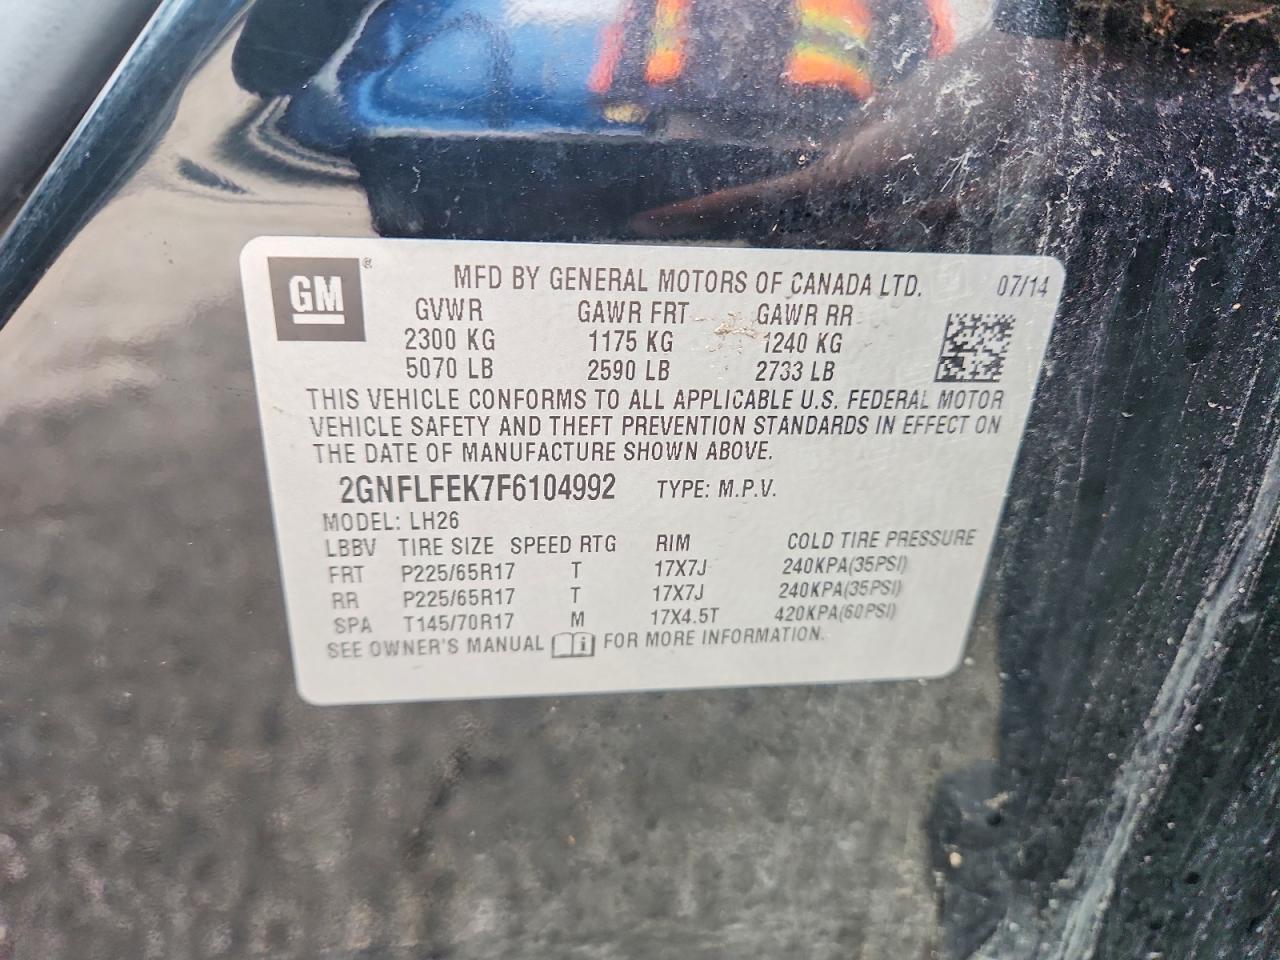 GM ® MFD BY GENERAL MOTORS OF CANADA LTD. 07/14
GVWR GAWR FRT GAWR RR
2300 KG 1175 KG 1240 KG
5070 LB 2590 LB 2733 LB
THIS VEHICLE CONFORMS TO ALL APPLICABLE U.S. FEDERAL MOTOR
VEHICLE SAFETY AND THEFT PREVENTION STANDARDS IN EFFECT ON
THE DATE OF MANUFACTURE SHOWN ABOVE.
2GNFLFEK7F6104992 TYPE: M.P.V.
MODEL: LH26
LBBV TIRE SIZE SPEED RTG RIM COLD TIRE PRESSURE
FRT P225/65R17 T 17X7J 240KPA(35PSI)
RR P225/65R17 T 17X7J 240KPA(35PSI)
SPA T145/70R17 M 17X4.5T 420KPA(60PSI)
SEE OWNER'S MANUAL i FOR MORE INFORMATION.